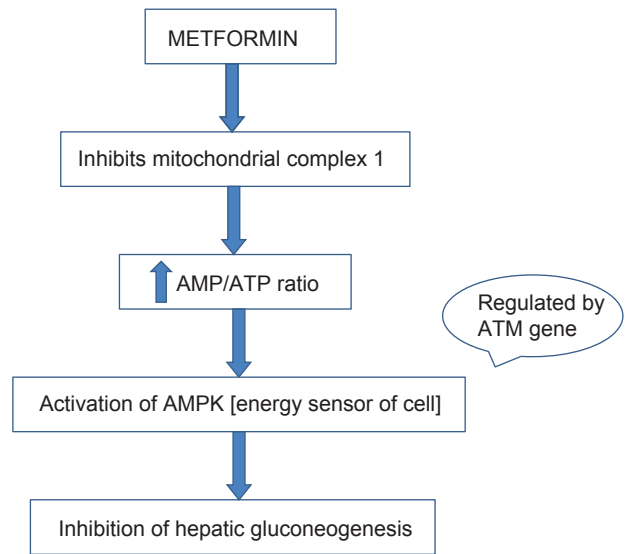 METFORMIN
Inhibits mitochondrial complex 1
AMP/ATP ratio
Regulated by
ATM gene
Activation of AMPK [energy sensor of cell]
Inhibition of hepatic gluconeogenesis